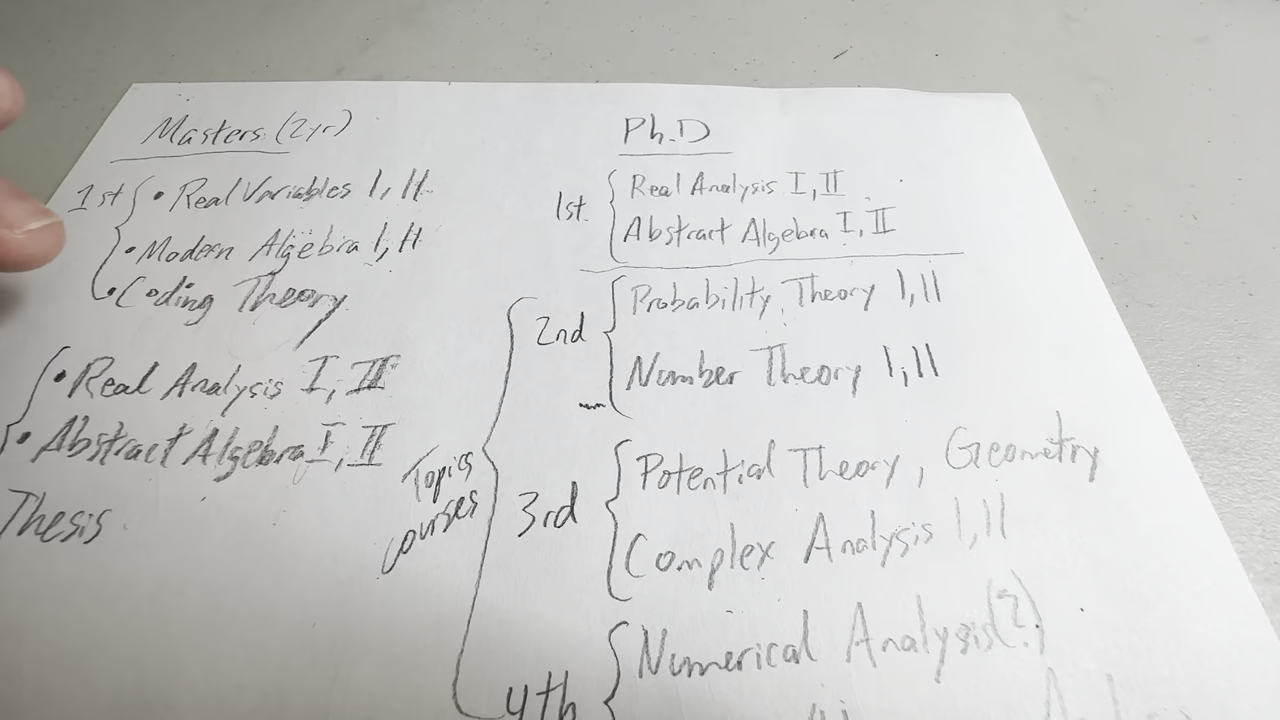 Masters (2yr)
1st
• Real Variables I, II
• Modern Algebra I, II
• Coding Theory
• Real Analysis I, II
• Abstract Algebra I, II
Thesis
Ph.D
1st.
Real Analysis I, II
Abstract Algebra I, II
Topics
courses
2nd
Probability Theory I, II
Number Theory I, II
3rd
Potential Theory, Geometry
Complex Analysis I, II
4th
Numerical Analysis(?)